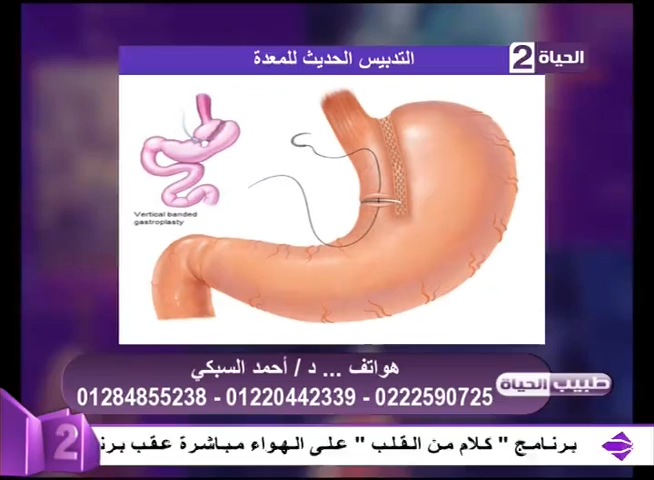 التدبيس الحديث للمعدة
الحياة 2
Vertical banded
gastroplasty
هواتف ... د / أحمد السبكي
01284855238 - 01220442339 - 0222590725
طبيب الحياة
برنامج " كلام من القلب " على الهواء مباشرة عقب
2